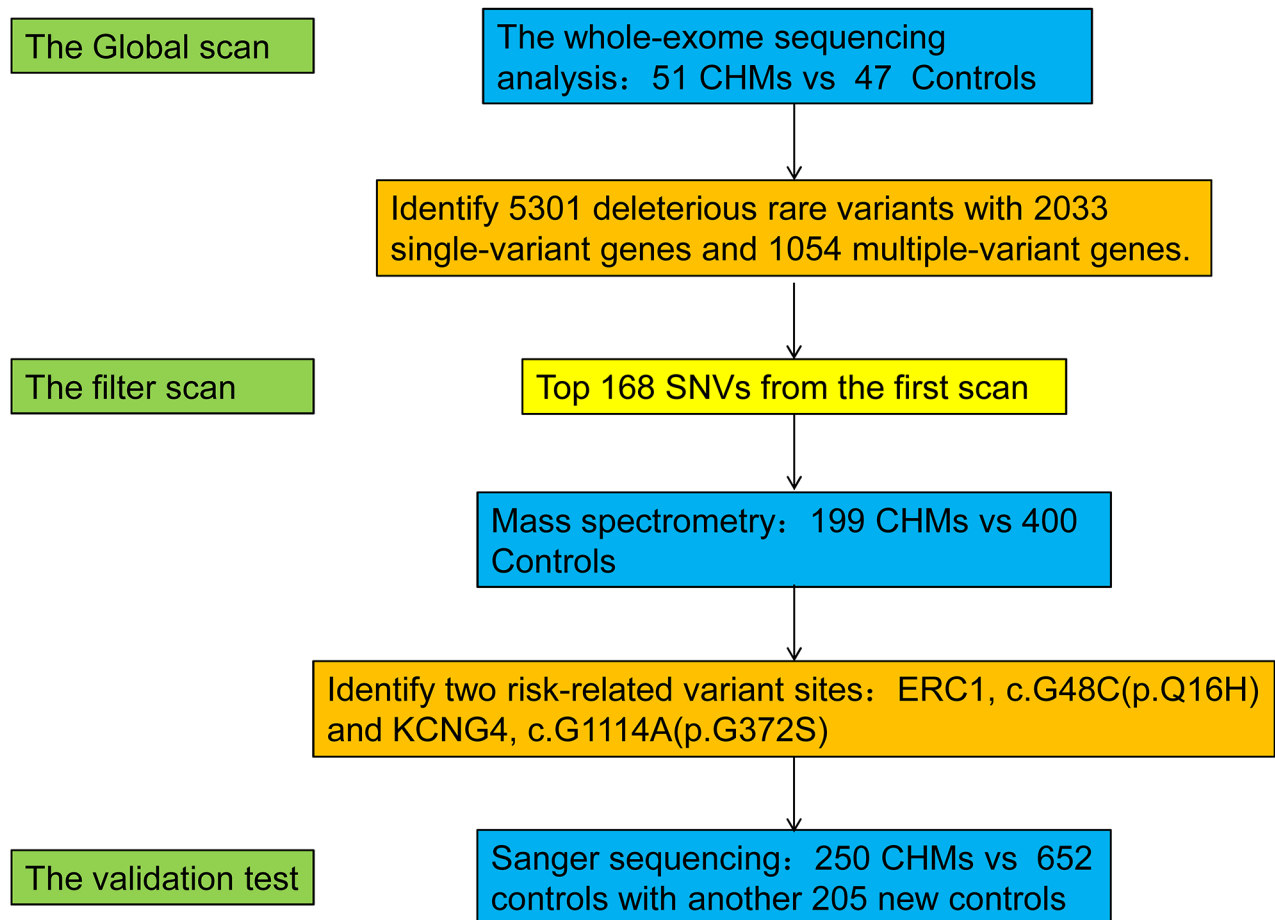 The Global scan
The whole-exome sequencing
analysis：51 CHMs vs 47 Controls
Identify 5301 deleterious rare variants with 2033
single-variant genes and 1054 multiple-variant genes.
The filter scan
Top 168 SNVs from the first scan
Mass spectrometry：199 CHMs vs 400
Controls
Identify two risk-related variant sites：ERC1, c.G48C(p.Q16H)
and KCNG4, c.G1114A(p.G372S)
The validation test
Sanger sequencing：250 CHMs vs 652
controls with another 205 new controls